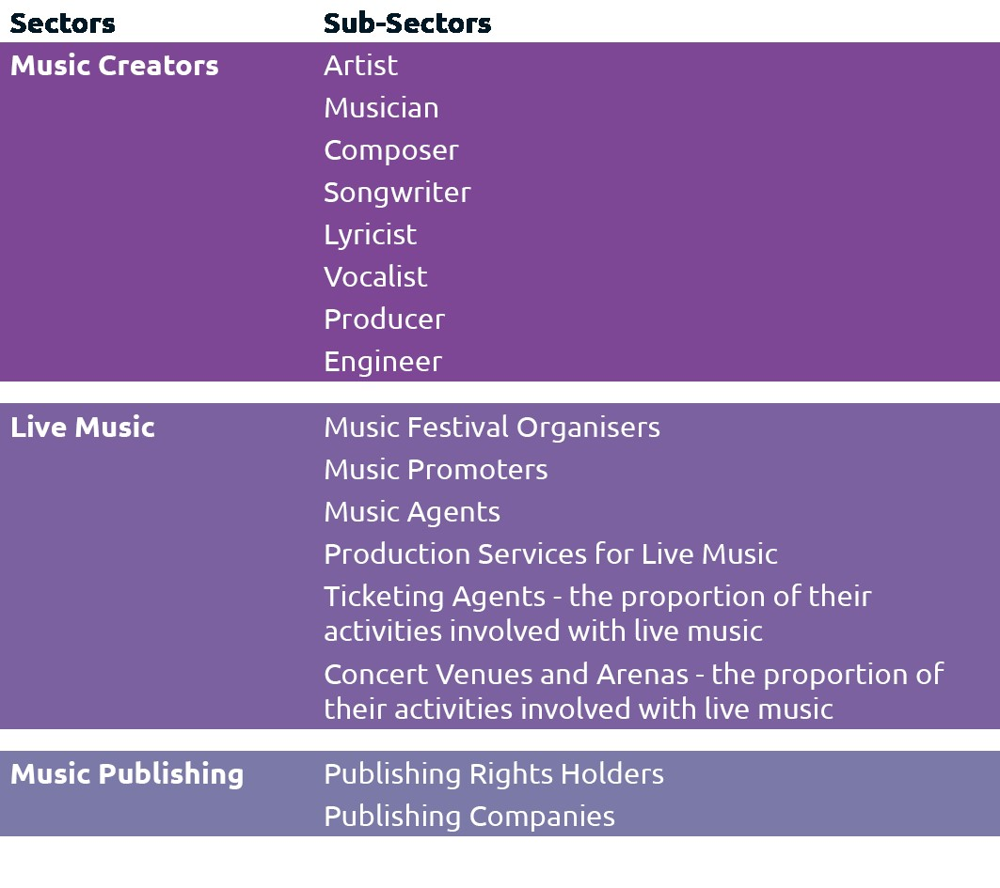 Sectors Sub-Sectors
Music Creators Artist
Musician
Composer
Songwriter
Lyricist
Vocalist
Producer
Engineer
Live Music Music Festival Organisers
Music Promoters
Music Agents
Production Services for Live Music
Ticketing Agents - the proportion of their
activities involved with live music
Concert Venues and Arenas - the proportion of
their activities involved with live music
Music Publishing Publishing Rights Holders
Publishing Companies